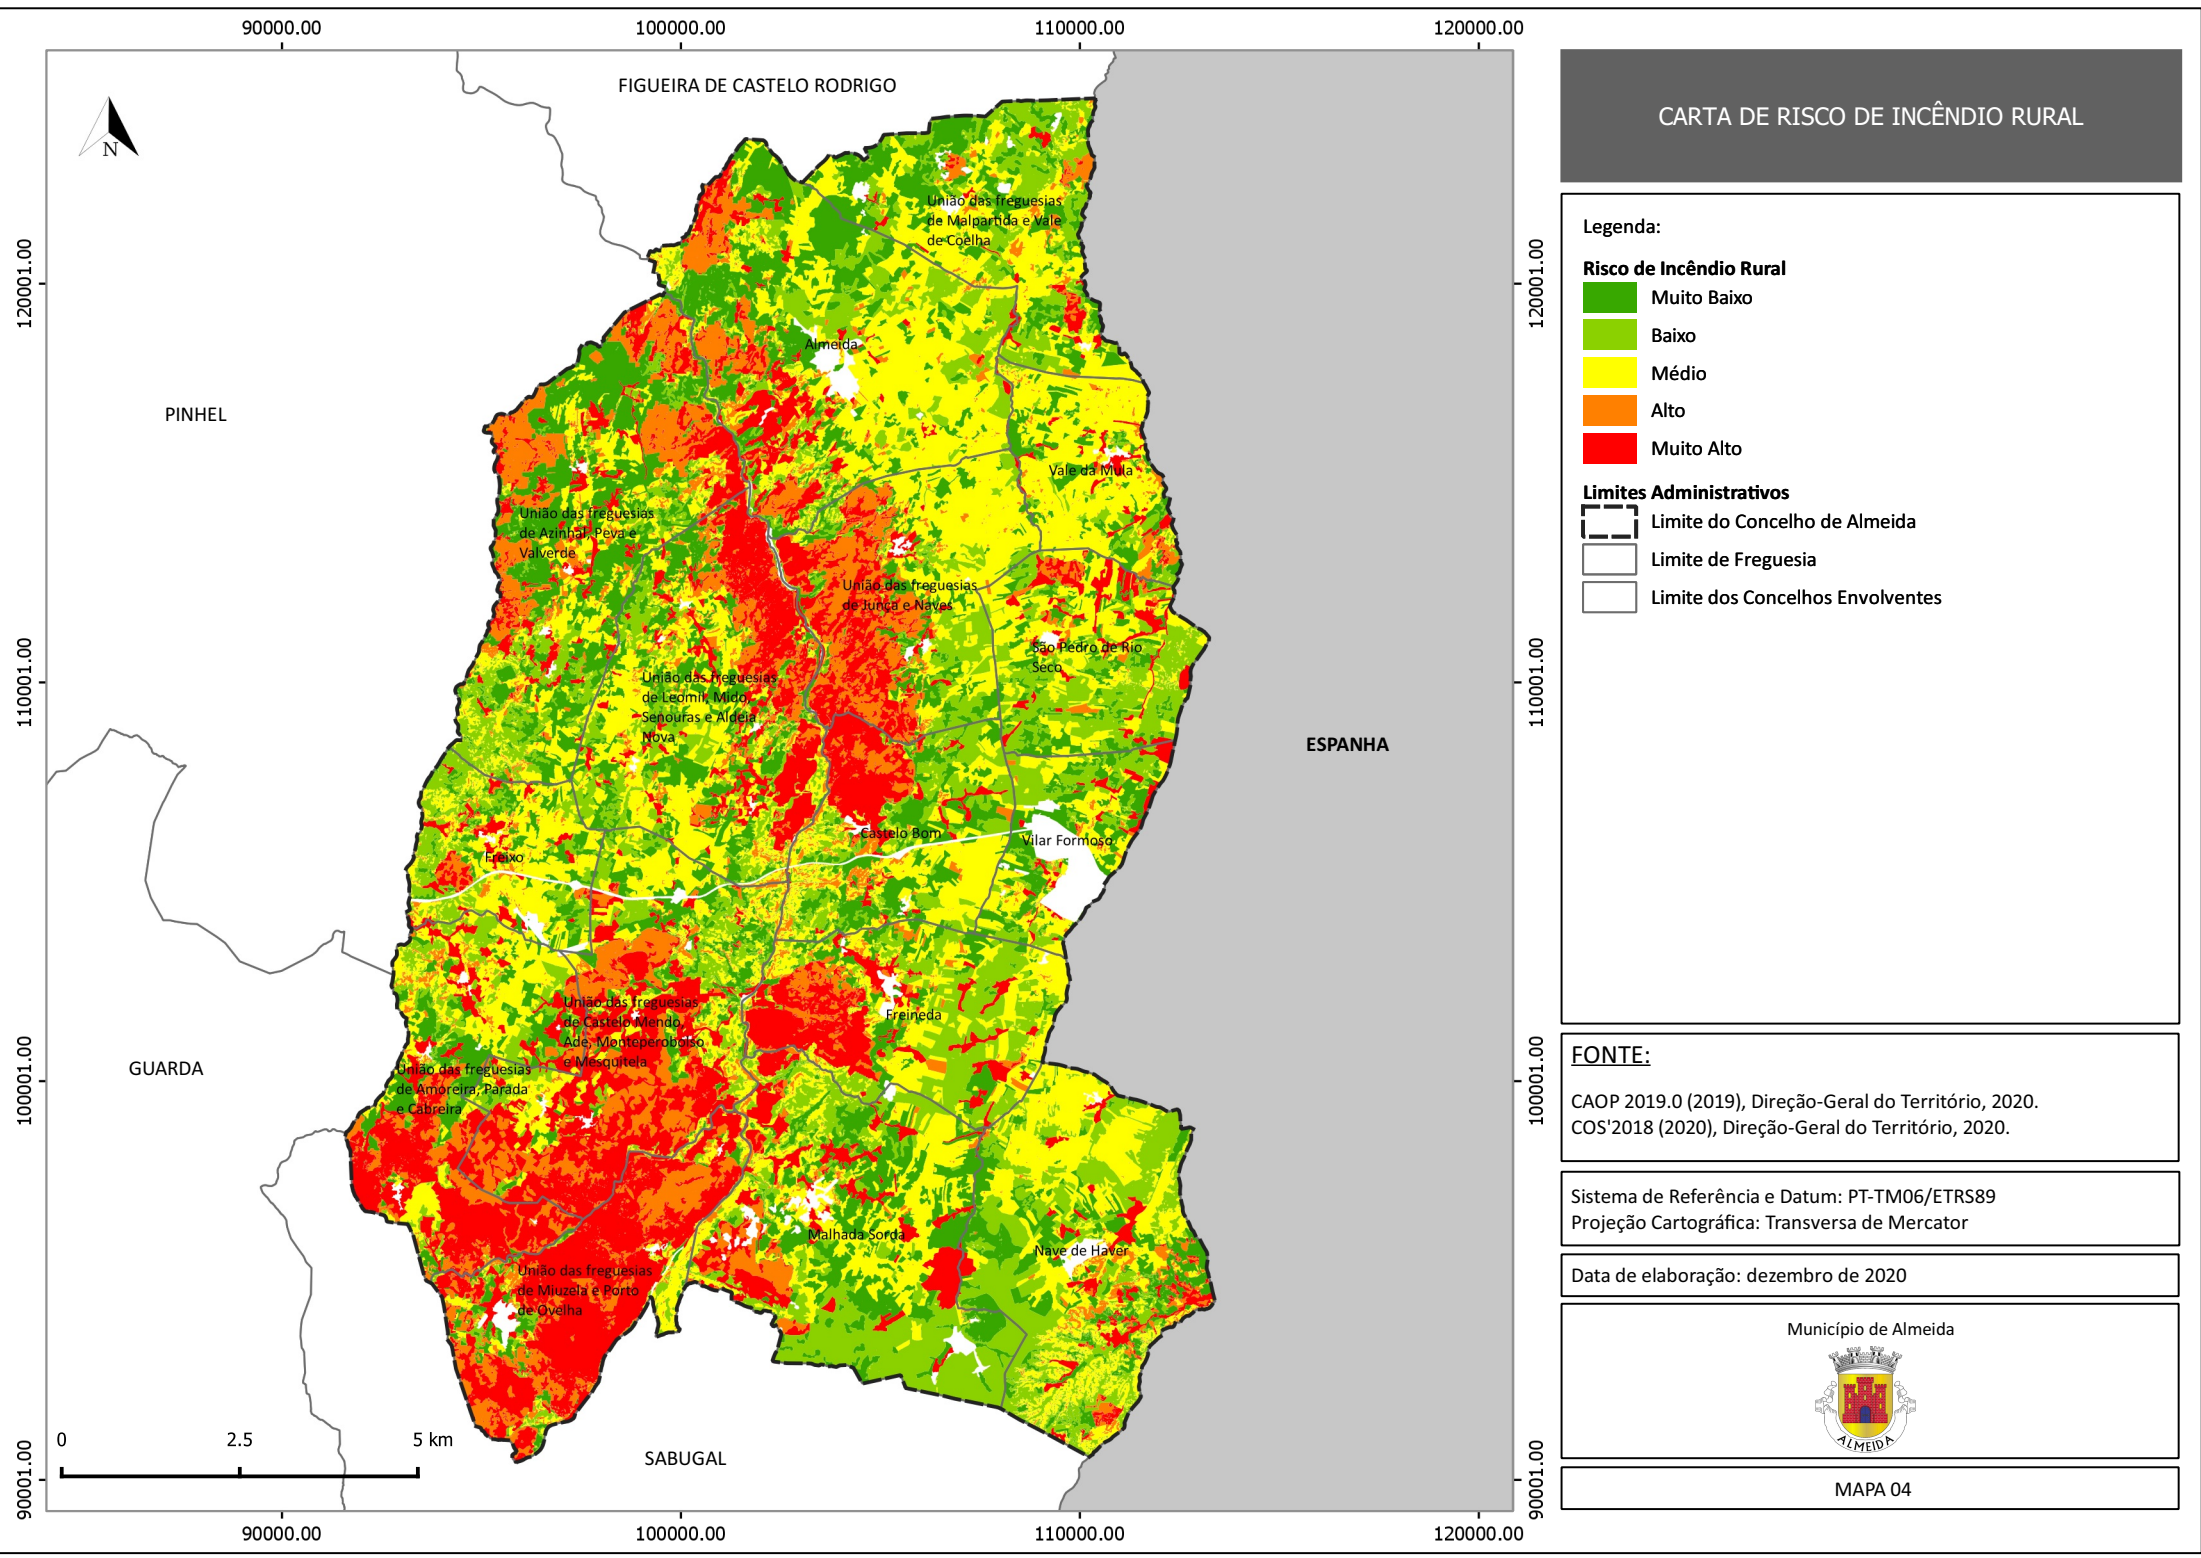 90000.00
100000.00
110000.00
120000.00
FIGUEIRA DE CASTELO RODRIGO
N
PINHEL
GUARDA
SABUGAL
ESPANHA
120001.00
110001.00
100001.00
90001.00
120001.00
110001.00
100001.00
90001.00
União das freguesias
de Malpartida e Vale
de Coelha
Almeida
Vale da Mula
União das freguesias
de Azinhal, Peva e
Valverde
União das freguesias
de Junça e Naves
São Pedro de Rio
Seco
União das freguesias
de Leomil, Mido,
Senouras e Aldeia
Nova
Castelo Bom
Vilar Formoso
Freixo
União das freguesias
de Castelo Mendo,
Ade, Monteperobolso
e Mesquitela
Freineda
União das freguesias
de Amoreira, Parada
e Cabreira
Malhada Sorda
Nave de Haver
União das freguesias
de Miuzela e Porto
de Ovelha
0 2.5 5 km
90000.00
100000.00
110000.00
120000.00
CARTA DE RISCO DE INCÊNDIO RURAL
Legenda:
Risco de Incêndio Rural
Muito Baixo
Baixo
Médio
Alto
Muito Alto
Limites Administrativos
Limite do Concelho de Almeida
Limite de Freguesia
Limite dos Concelhos Envolventes
FONTE:
CAOP 2019.0 (2019), Direção-Geral do Território, 2020.
COS'2018 (2020), Direção-Geral do Território, 2020.
Sistema de Referência e Datum: PT-TM06/ETRS89
Projeção Cartográfica: Transversa de Mercator
Data de elaboração: dezembro de 2020
Município de Almeida
ALMEIDA
MAPA 04